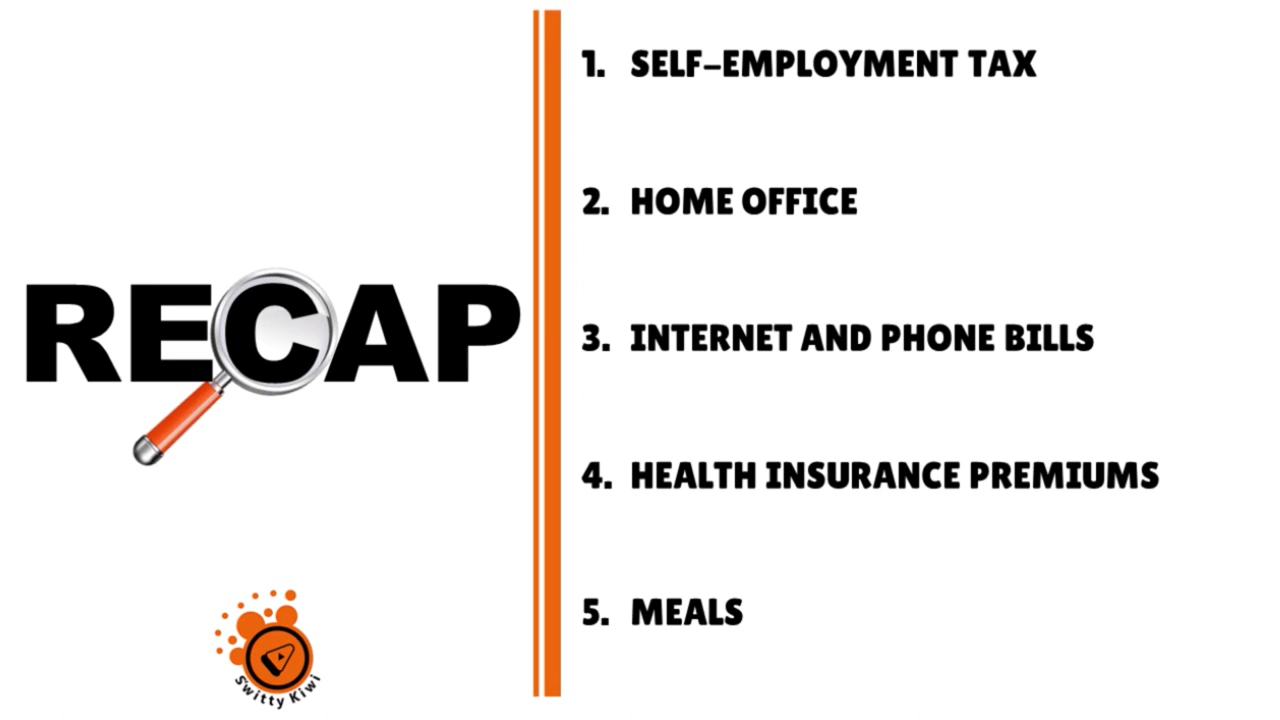 RECAP
Switty Kiwi
1. SELF-EMPLOYMENT TAX
2. HOME OFFICE
3. INTERNET AND PHONE BILLS
4. HEALTH INSURANCE PREMIUMS
5. MEALS